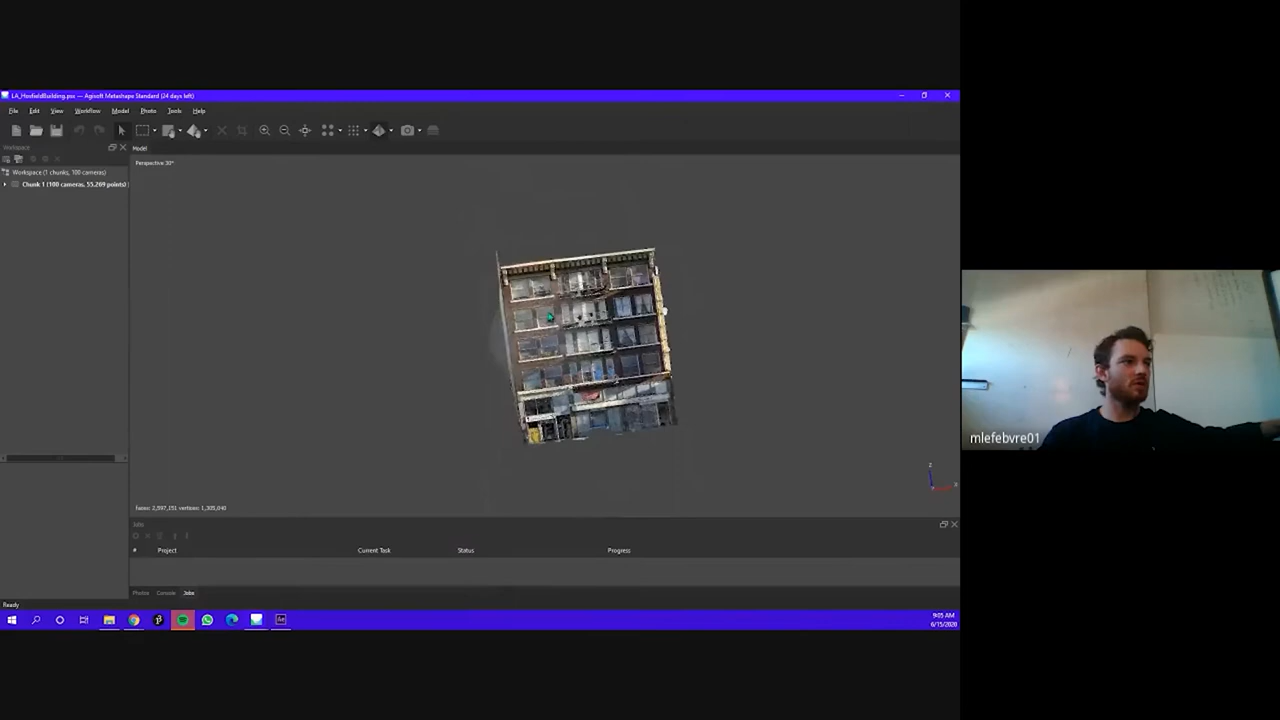 LA_HoxfieldBuilding.psx — Agisoft Metashape Standard (24 days left)
File Edit View Workflow Model Photo Tools Help
Workspace
Model
Perspective 30°
Workspace (1 chunks, 100 cameras)
Chunk 1 (100 cameras, 55,269 points)
mlefebvre01
Z
X
vertices:
Jobs
# Project Current Task Status Progress
Photos Console Jobs
Ready
9:05 AM
6/15/2020